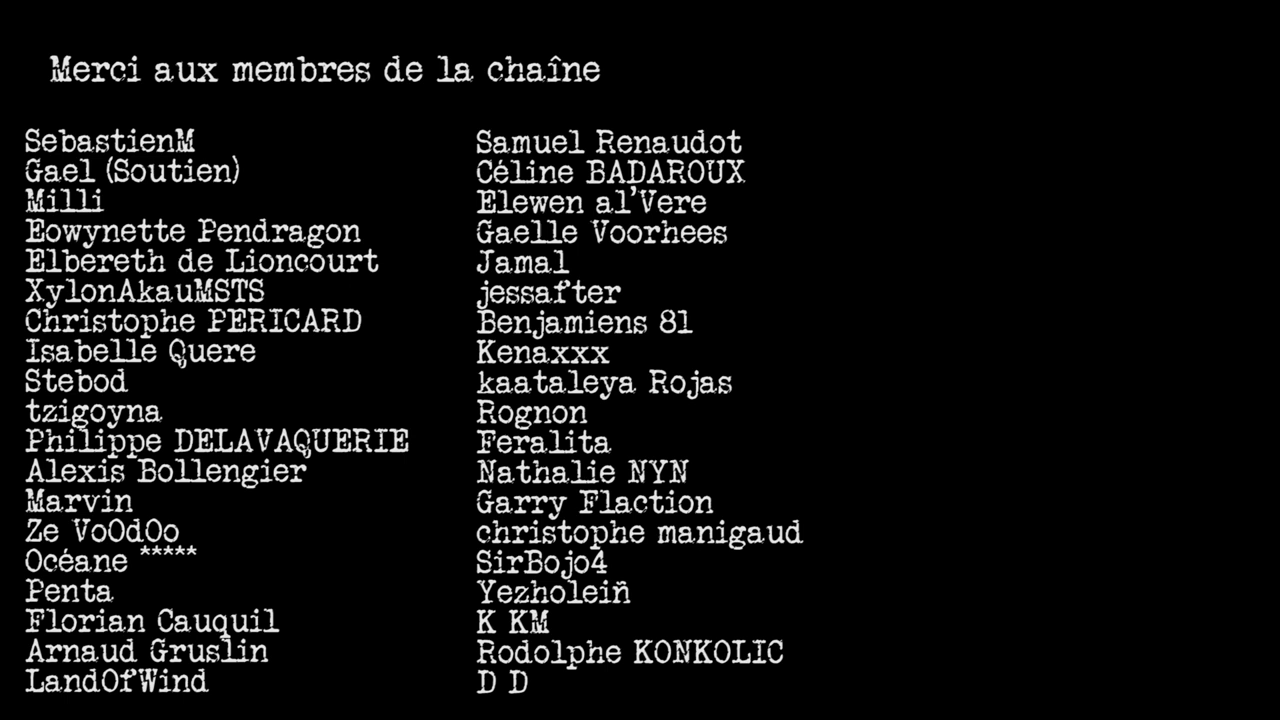 Merci aux membres de la chaîne
SebastienM
Gael (Soutien)
Milli
Eowynette Pendragon
Elbereth de Lioncourt
XylonAkauMSTS
Christophe PERICARD
Isabelle Quere
Stebod
tzigoyna
Philippe DELAVAQUERIE
Alexis Bollengier
Marvin
Ze VoOdOo
Océane *****
Penta
Florian Cauquil
Arnaud Gruslin
LandOfWind
Samuel Renaudot
Céline BADAROUX
Elewen al'Vere
Gaelle Voorhees
Jamal
jessafter
Benjamiens 81
Kenaxxx
kaataleya Rojas
Rognon
Feralita
Nathalie NYN
Garry Flaction
christophe manigaud
SirBojo4
Yezholeiñ
K KM
Rodolphe KONKOLIC
D D